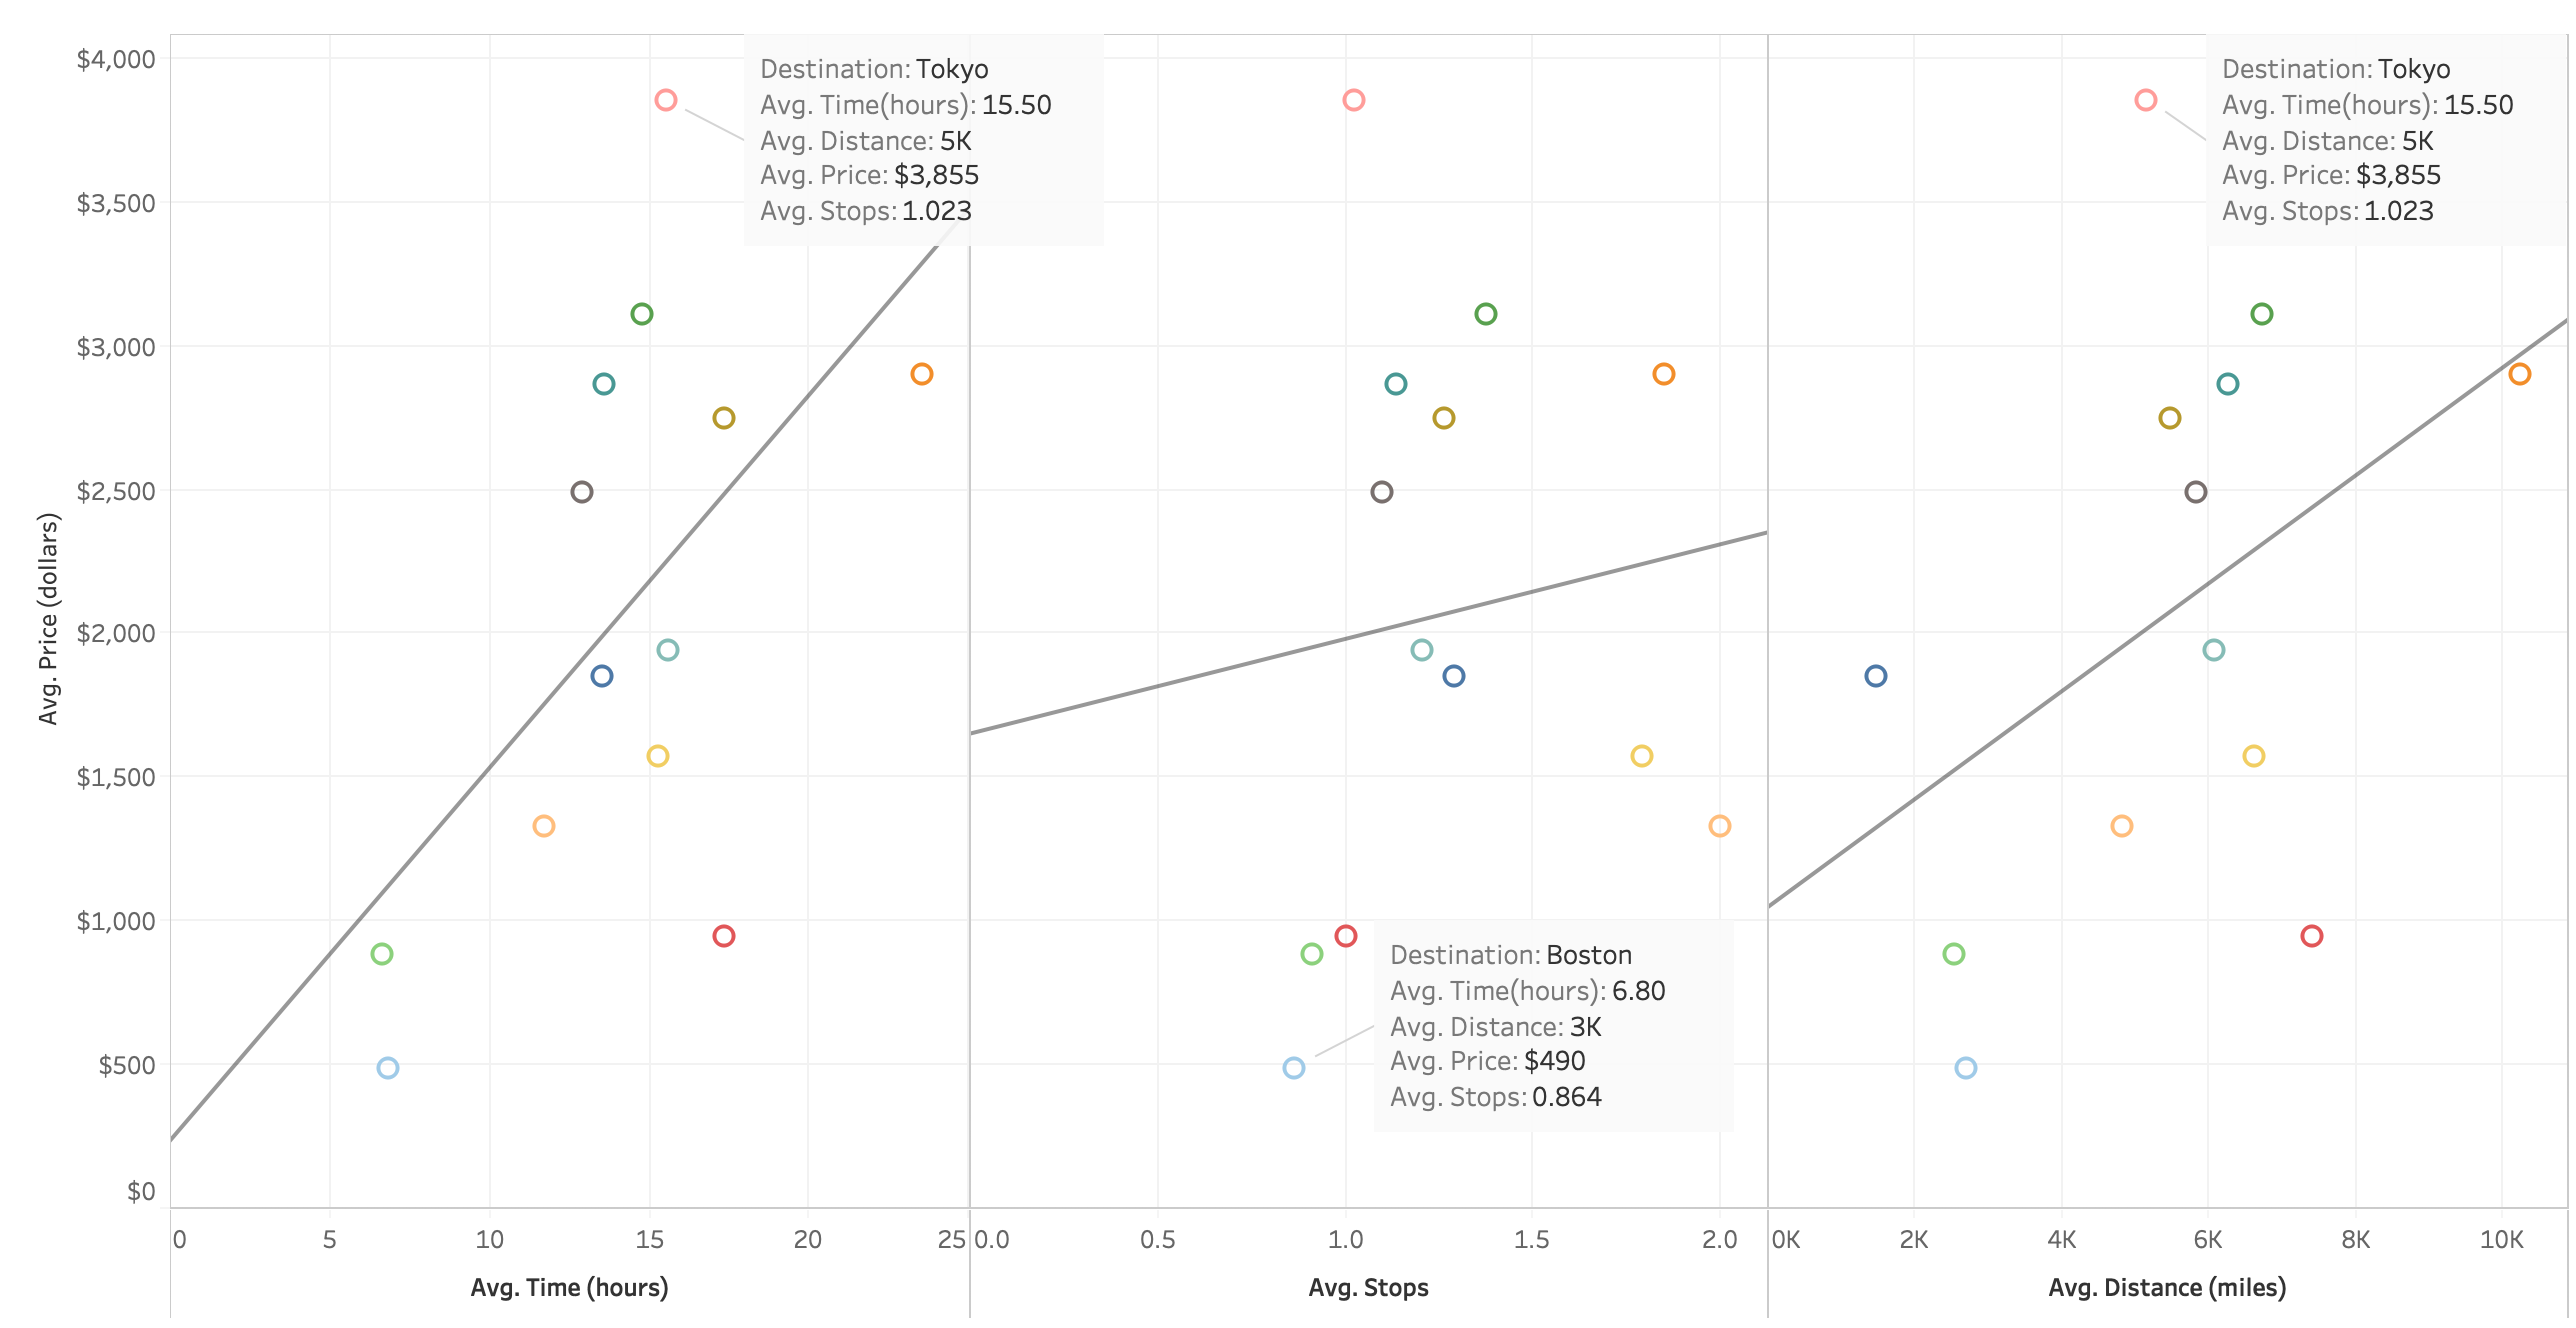 $4,000
$3,500
$3,000
$2,500
$2,000
$1,500
$1,000
$500
$0
Avg. Price (dollars)
Destination: Tokyo
Avg. Time(hours): 15.50
Avg. Distance: 5K
Avg. Price: $3,855
Avg. Stops: 1.023
Destination: Boston
Avg. Time(hours): 6.80
Avg. Distance: 3K
Avg. Price: $490
Avg. Stops: 0.864
Destination: Tokyo
Avg. Time(hours): 15.50
Avg. Distance: 5K
Avg. Price: $3,855
Avg. Stops: 1.023
0 5 10 15 20 25
Avg. Time (hours)
0.0 0.5 1.0 1.5 2.0
Avg. Stops
0K 2K 4K 6K 8K 10K
Avg. Distance (miles)